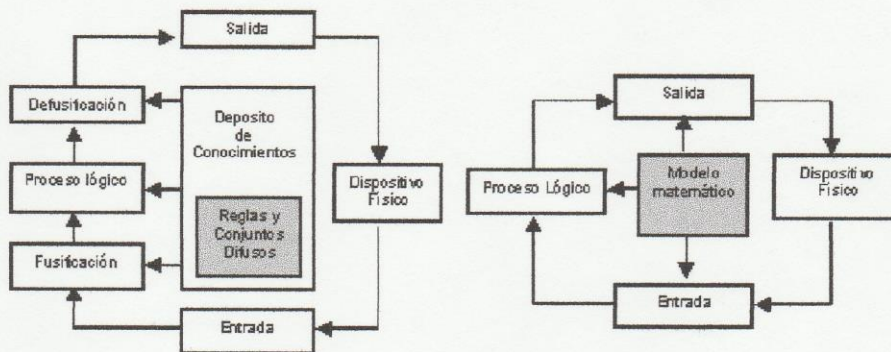 Salida
Defusificación
Deposito
de
Conocimientos
Proceso lógico
Dispositivo
Físico
Reglas y
Conjuntos
Difusos
Fusificación
Entrada
Salida
Proceso Lógico
Modelo
matemático
Dispositivo
Físico
Entrada